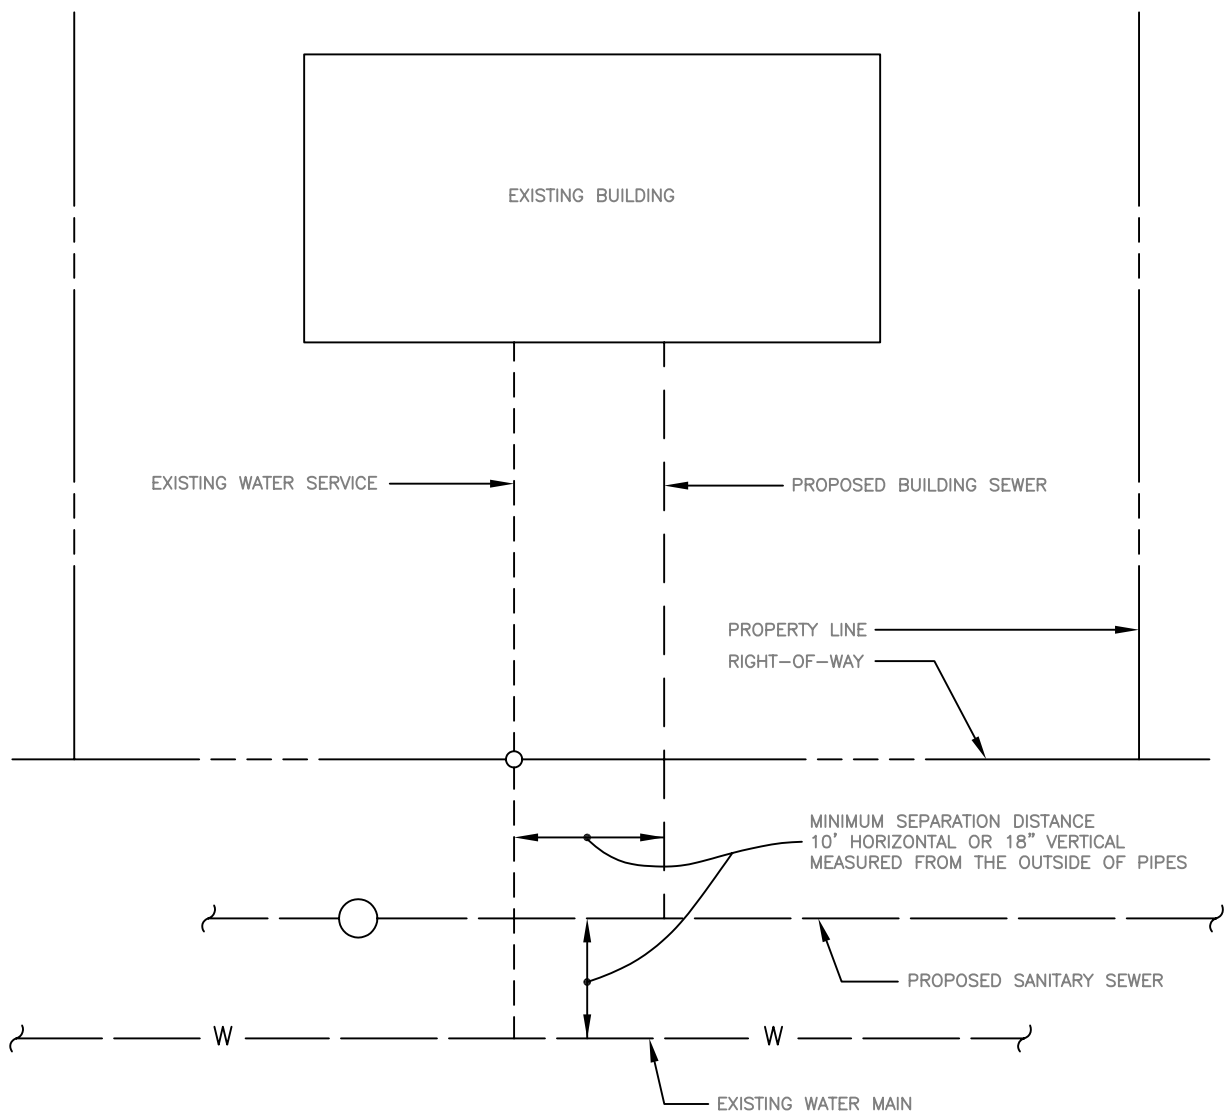 EXISTING BUILDING
EXISTING WATER SERVICE
PROPOSED BUILDING SEWER
PROPERTY LINE
RIGHT-OF-WAY
MINIMUM SEPARATION DISTANCE
10' HORIZONTAL OR 18" VERTICAL
MEASURED FROM THE OUTSIDE OF PIPES
PROPOSED SANITARY SEWER
W
W
EXISTING WATER MAIN